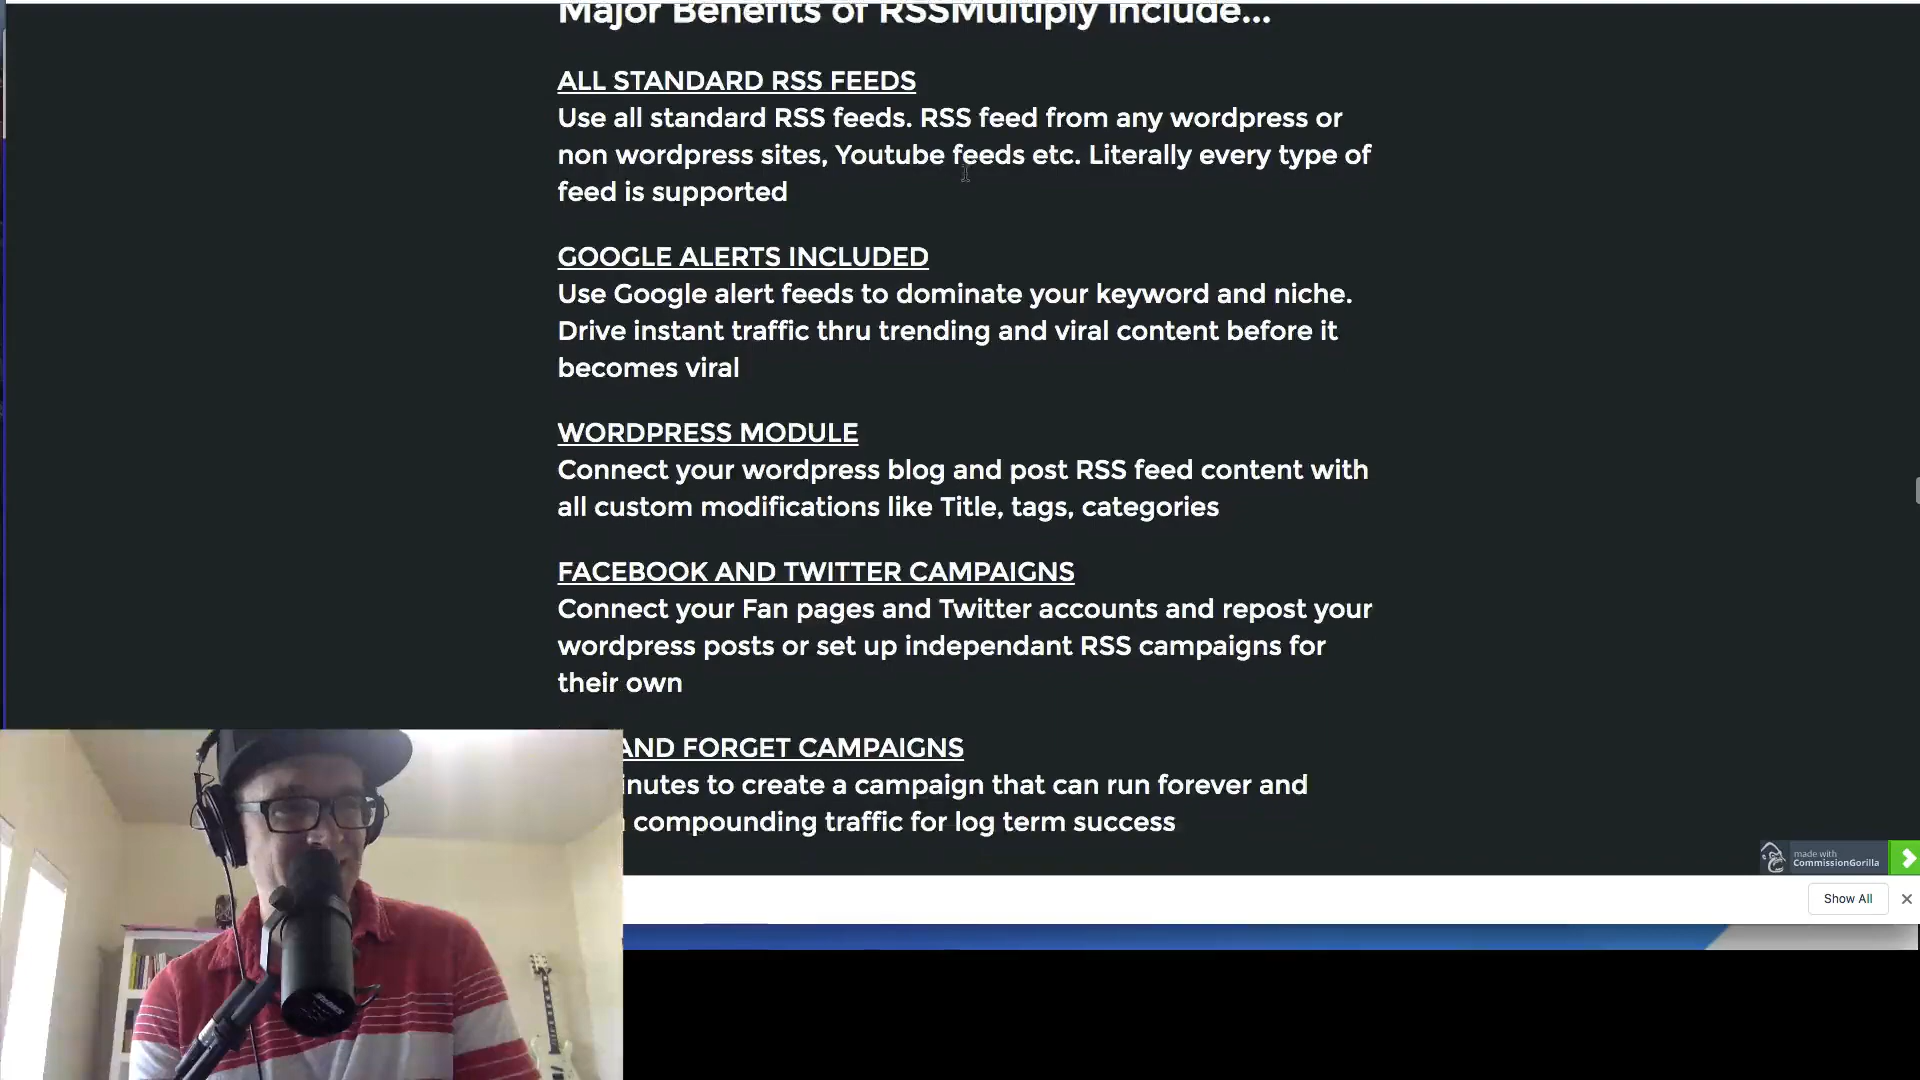 Major Benefits of RSSMultiply include...
ALL STANDARD RSS FEEDS
Use all standard RSS feeds. RSS feed from any wordpress or
non wordpress sites, Youtube feeds etc. Literally every type of
feed is supported
GOOGLE ALERTS INCLUDED
Use Google alert feeds to dominate your keyword and niche.
Drive instant traffic thru trending and viral content before it
becomes viral
WORDPRESS MODULE
Connect your wordpress blog and post RSS feed content with
all custom modifications like Title, tags, categories
FACEBOOK AND TWITTER CAMPAIGNS
Connect your Fan pages and Twitter accounts and repost your
wordpress posts or set up independant RSS campaigns for
their own
AND FORGET CAMPAIGNS
to create a campaign that can run forever and
compounding traffic for log term success
made with
CommissionGorilla
Show All